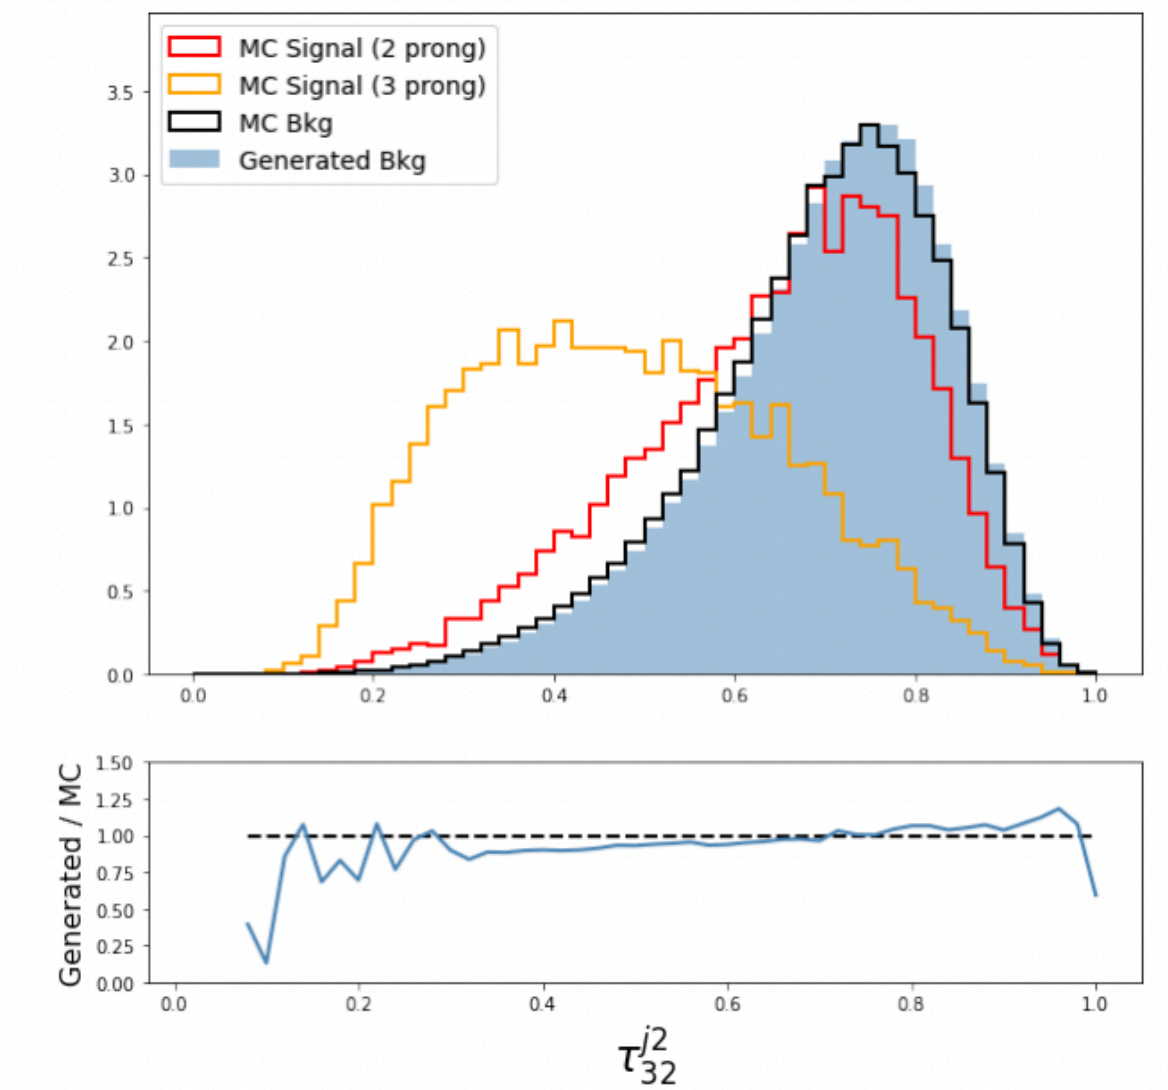 MC Signal (2 prong)
MC Signal (3 prong)
MC Bkg
Generated Bkg
3.5
3.0
2.5
2.0
1.5
1.0
0.5
0.0
0.0 0.2 0.4 0.6 0.8 1.0
Generated / MC
1.50
1.25
1.00
0.75
0.50
0.25
0.00
0.0 0.2 0.4 0.6 0.8 1.0
τ_{32}^{j2}